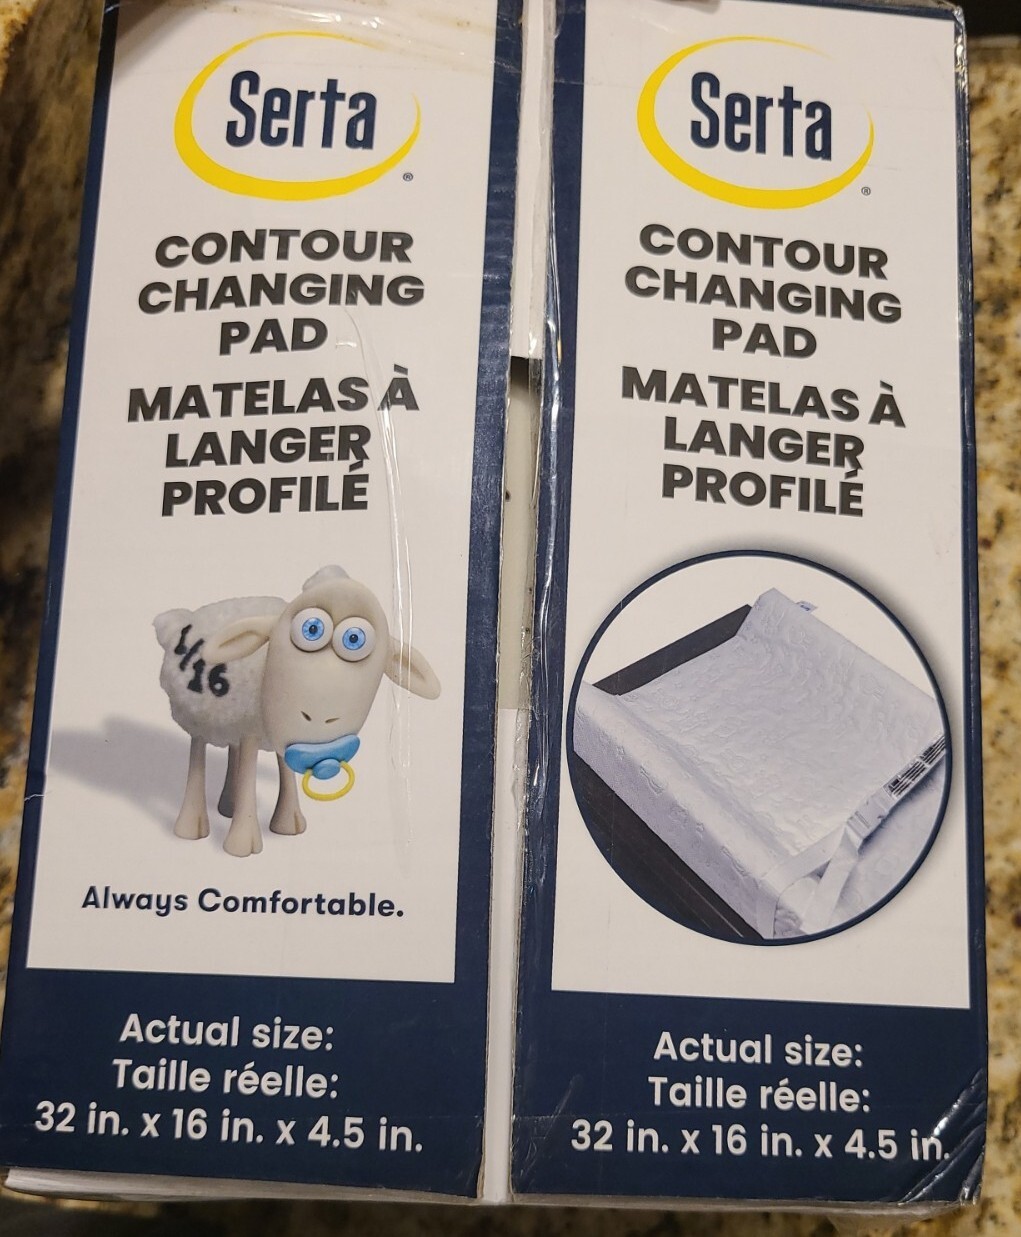 Serta
®
CONTOUR
CHANGING
PAD
MATELAS À
LANGER
PROFILÉ
1/16
Always Comfortable.
Actual size:
Taille réelle:
32 in. x 16 in. x 4.5 in.
Serta
®
CONTOUR
CHANGING
PAD
MATELAS À
LANGER
PROFILÉ
Actual size:
Taille réelle:
32 in. x 16 in. x 4.5 in.